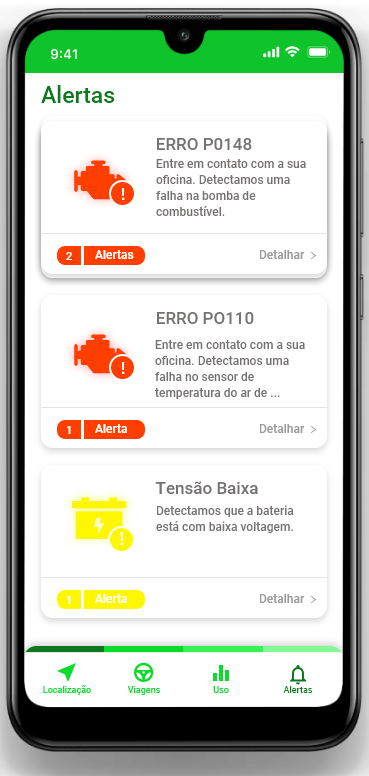 9:41
Alertas
ERRO P0148
Entre em contato com a sua
oficina. Detectamos uma
falha na bomba de
combustível.
!
2 Alertas
Detalhar >
ERRO PO110
Entre em contato com a sua
oficina. Detectamos uma
falha no sensor de
temperatura do ar de ...
!
1 Alerta
Detalhar >
Tensão Baixa
Detectamos que a bateria
está com baixa voltagem.
!
1 Alerta
Detalhar >
Localização
Viagens
Uso
Alertas